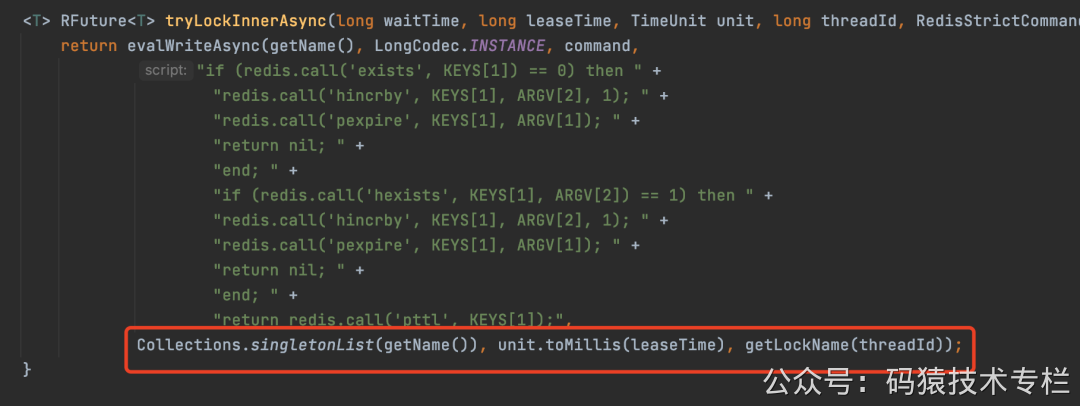 <T> RFuture<T> tryLockInnerAsync(long waitTime, long leaseTime, TimeUnit unit, long threadId, RedisStrictComman
return evalWriteAsync(getName(), LongCodec.INSTANCE, command,
script: "if (redis.call('exists', KEYS[1]) == 0) then " +
"redis.call('hincrby', KEYS[1], ARGV[2], 1); " +
"redis.call('pexpire', KEYS[1], ARGV[1]); " +
"return nil; " +
"end; " +
"if (redis.call('hexists', KEYS[1], ARGV[2]) == 1) then " +
"redis.call('hincrby', KEYS[1], ARGV[2], 1); " +
"redis.call('pexpire', KEYS[1], ARGV[1]); " +
"return nil; " +
"end; " +
"return redis.call('pttl', KEYS[1]);",
Collections.singletonList(getName()), unit.toMillis(leaseTime), getLockName(threadId));
}
公众号：码猿技术专栏